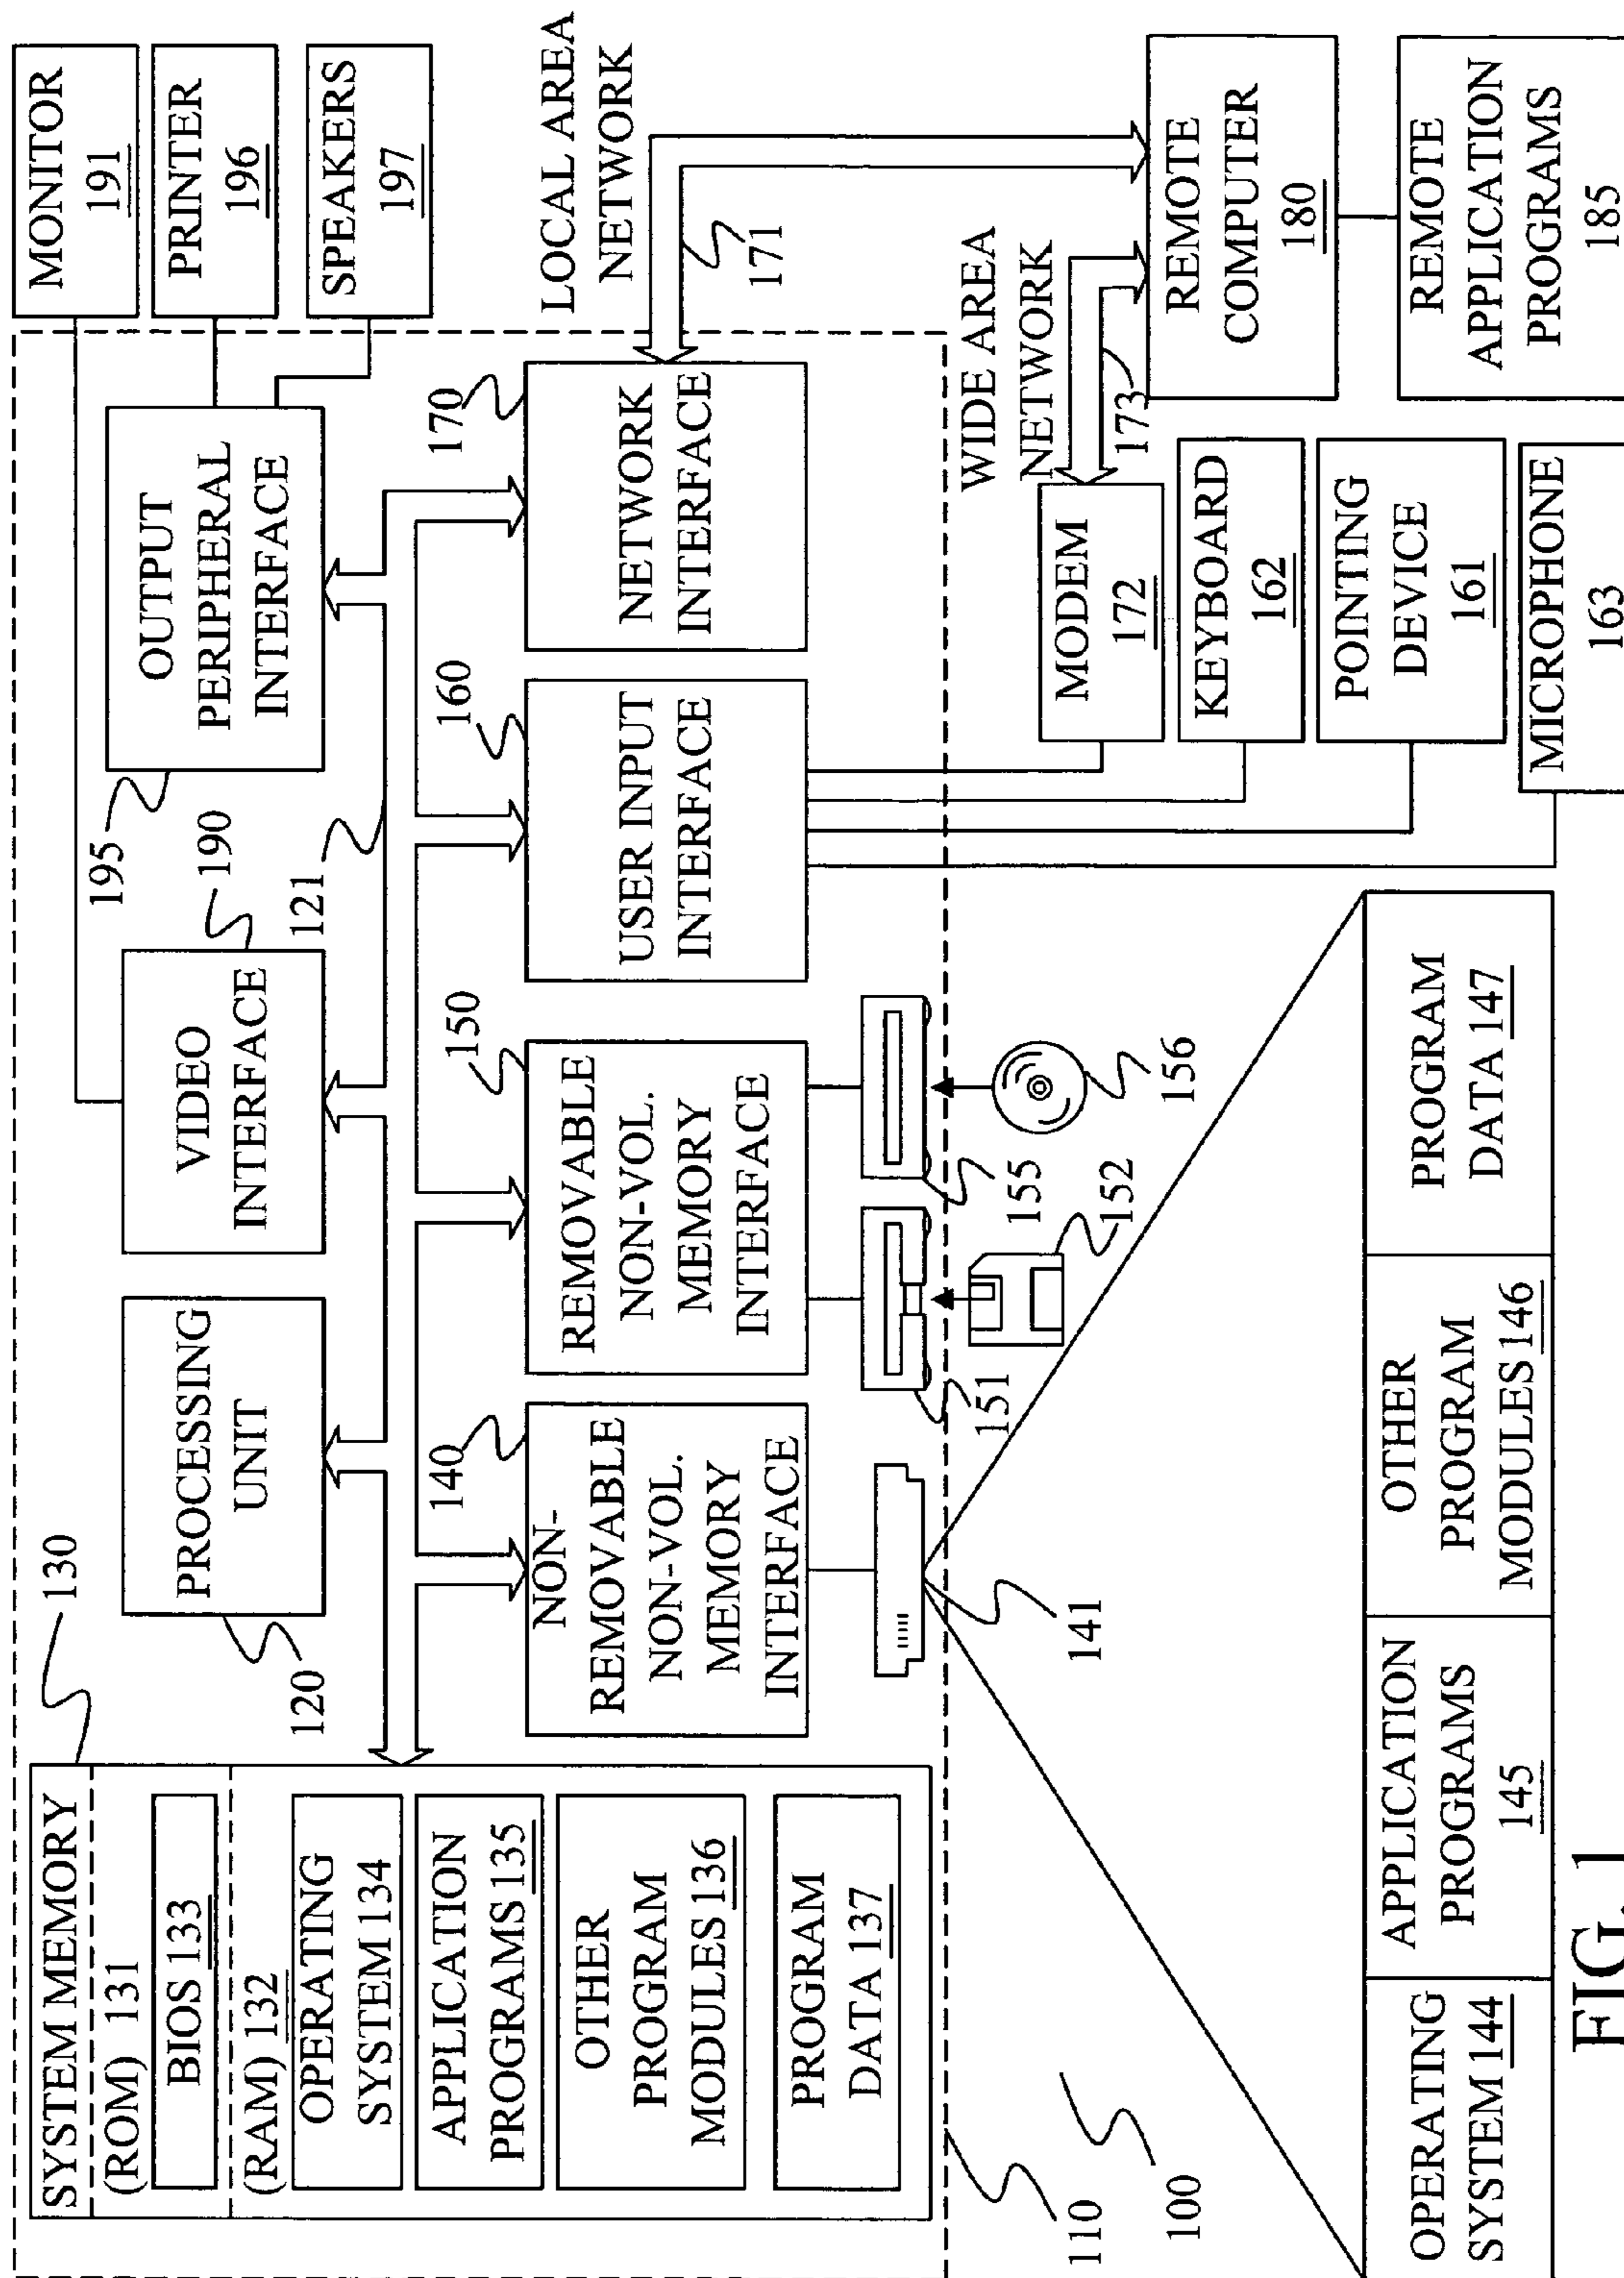 SYSTEM MEMORY
(ROM) 131
BIOS 133
(RAM) 132
OPERATING
SYSTEM 134
APPLICATION
PROGRAMS 135
OTHER
PROGRAM
MODULES 136
PROGRAM
DATA 137
130
120
PROCESSING
UNIT
VIDEO
INTERFACE
190
121
195
OUTPUT
PERIPHERAL
INTERFACE
MONITOR
191
PRINTER
196
SPEAKERS
197
140
NON-
REMOVABLE
NON-VOL.
MEMORY
INTERFACE
150
REMOVABLE
NON-VOL.
MEMORY
INTERFACE
160
USER INPUT
INTERFACE
170
NETWORK
INTERFACE
LOCAL AREA
NETWORK
171
WIDE AREA
NETWORK
173
141
151
152
155
156
MODEM
172
KEYBOARD
162
POINTING
DEVICE
161
MICROPHONE
163
REMOTE
COMPUTER
180
REMOTE
APPLICATION
PROGRAMS
185
110
100
OPERATING
SYSTEM 144
APPLICATION
PROGRAMS
145
OTHER
PROGRAM
MODULES 146
PROGRAM
DATA 147
FIG. 1